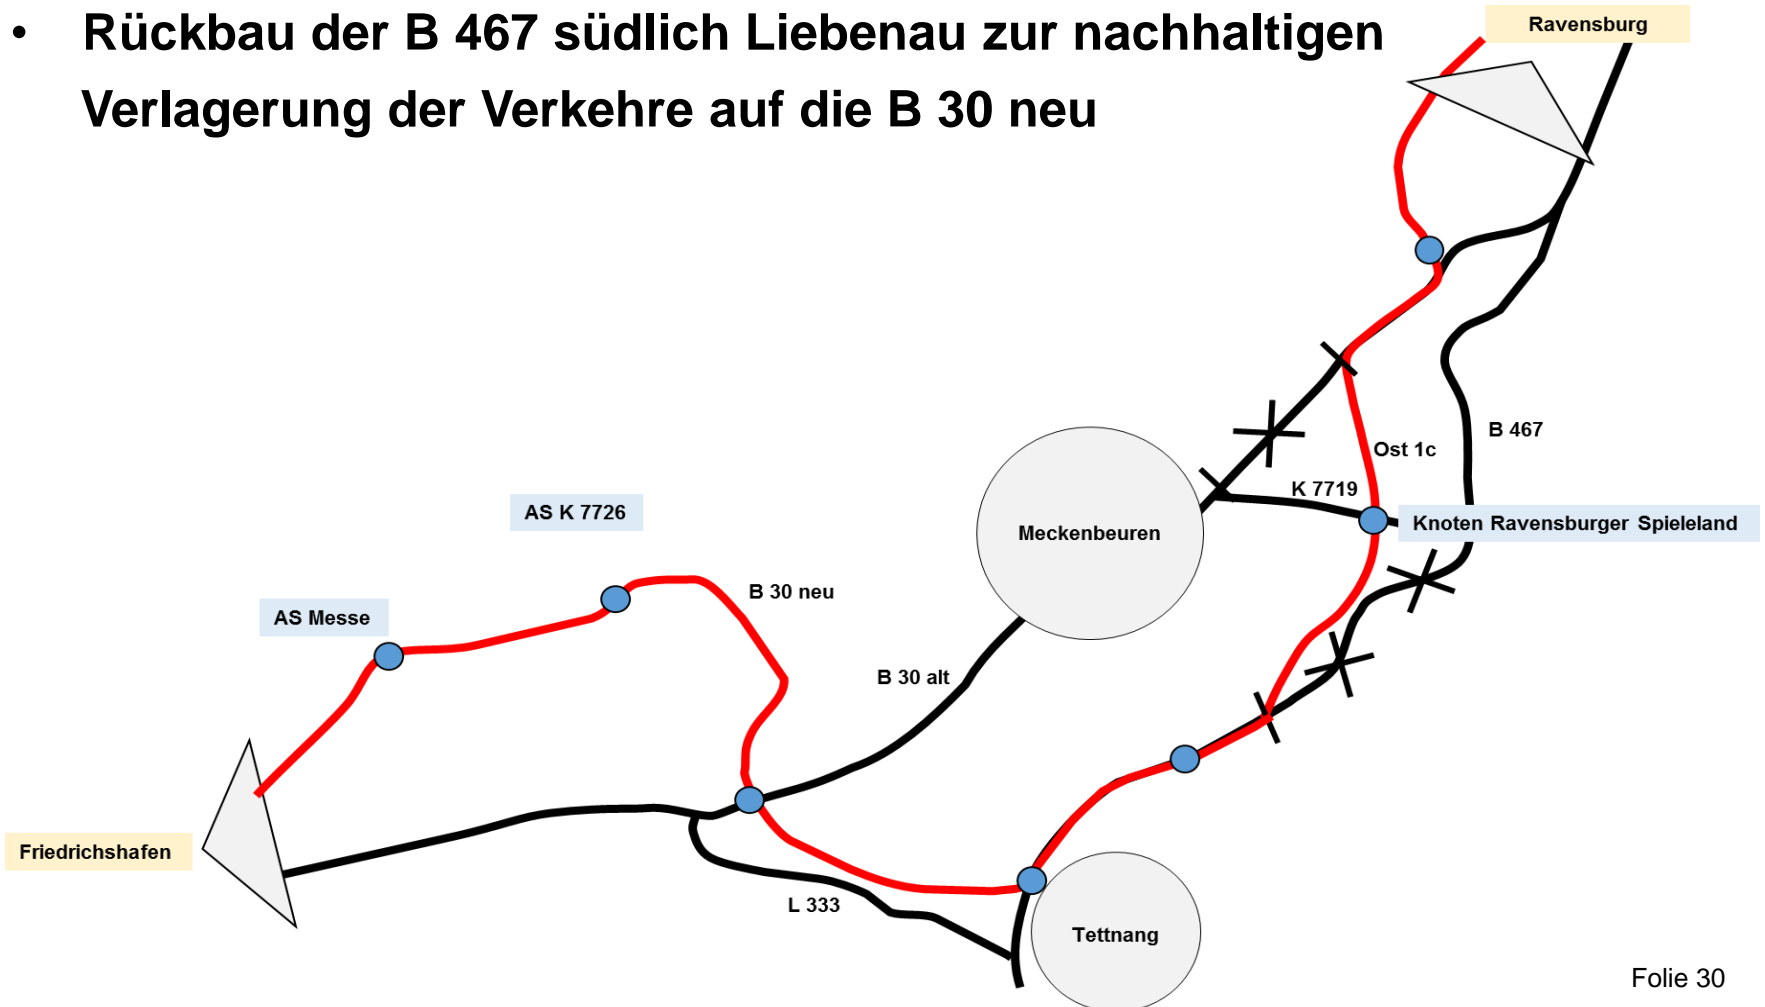 • Rückbau der B 467 südlich Liebenau zur nachhaltigen
Verlagerung der Verkehre auf die B 30 neu
Ravensburg
B 467
Ost 1c
K 7719
AS K 7726
Knoten Ravensburger Spieleland
Meckenbeuren
B 30 neu
AS Messe
B 30 alt
Friedrichshafen
L 333
Tettnang
Folie 30